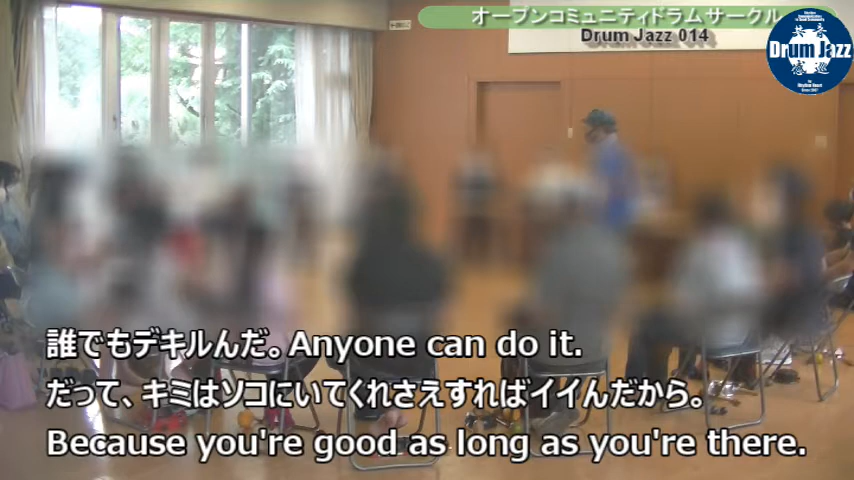 オープンコミュニティドラムサークル
Drum Jazz 014
Drum Jazz
誰でもデキルんだ。Anyone can do it.
だって、キミはソコにいてくれさえすればイイんだから。
Because you're good as long as you're there.